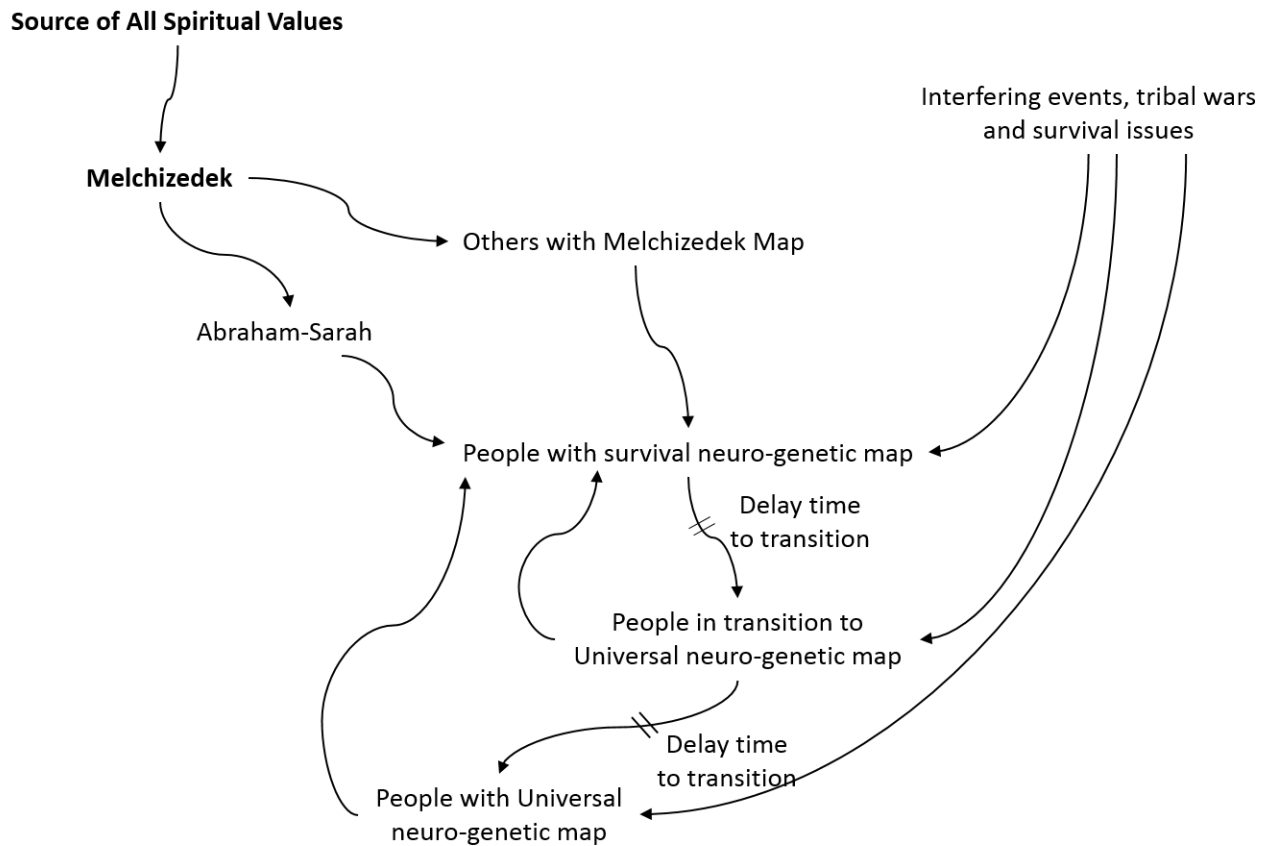 Source of All Spiritual Values
Interfering events, tribal wars
and survival issues
Melchizedek
Others with Melchizedek Map
Abraham-Sarah
People with survival neuro-genetic map
Delay time
to transition
People in transition to
Universal neuro-genetic map
Delay time
to transition
People with Universal
neuro-genetic map